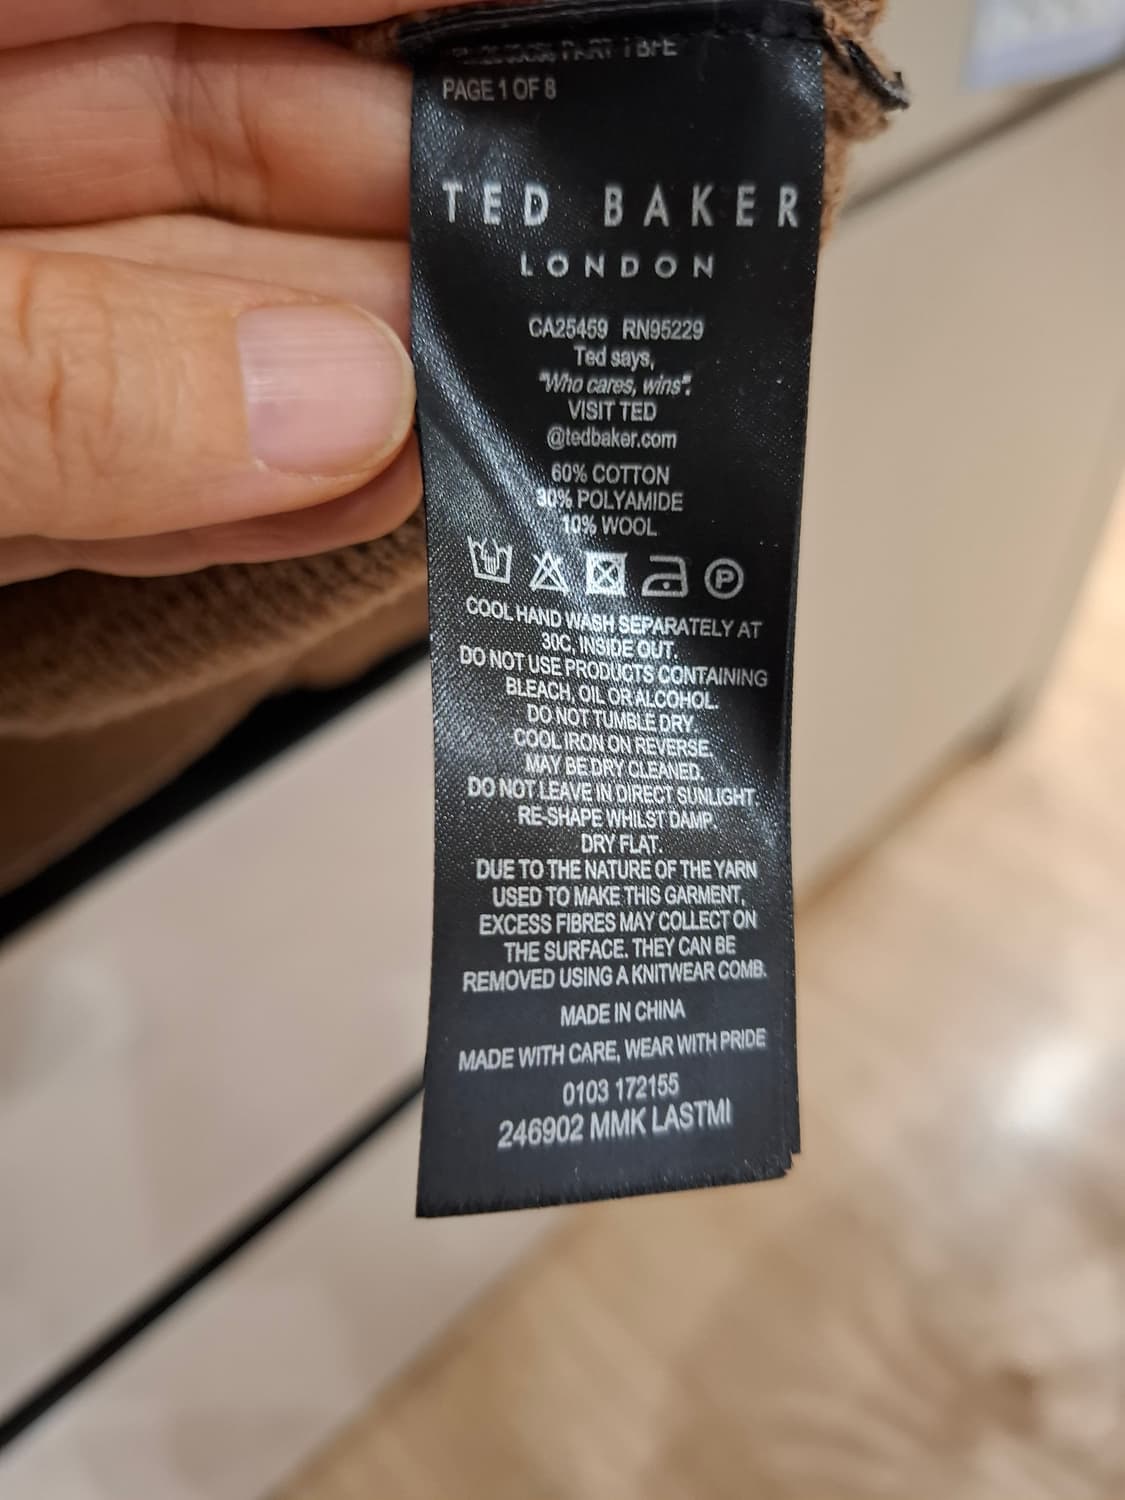 PAGE 1 OF 8
TED BAKER
LONDON
CA25459 RN95229
Ted says,
"Who cares, wins".
VISIT TED
@tedbaker.com
60% COTTON
30% POLYAMIDE
10% WOOL
P
COOL HAND WASH SEPARATELY AT
30C, INSIDE OUT.
DO NOT USE PRODUCTS CONTAINING
BLEACH, OIL OR ALCOHOL.
DO NOT TUMBLE DRY.
COOL IRON ON REVERSE.
MAY BE DRY CLEANED.
DO NOT LEAVE IN DIRECT SUNLIGHT.
RE-SHAPE WHILST DAMP.
DRY FLAT.
DUE TO THE NATURE OF THE YARN
USED TO MAKE THIS GARMENT,
EXCESS FIBRES MAY COLLECT ON
THE SURFACE. THEY CAN BE
REMOVED USING A KNITWEAR COMB.
MADE IN CHINA
MADE WITH CARE, WEAR WITH PRIDE
0103 172155
246902 MMK LASTMI